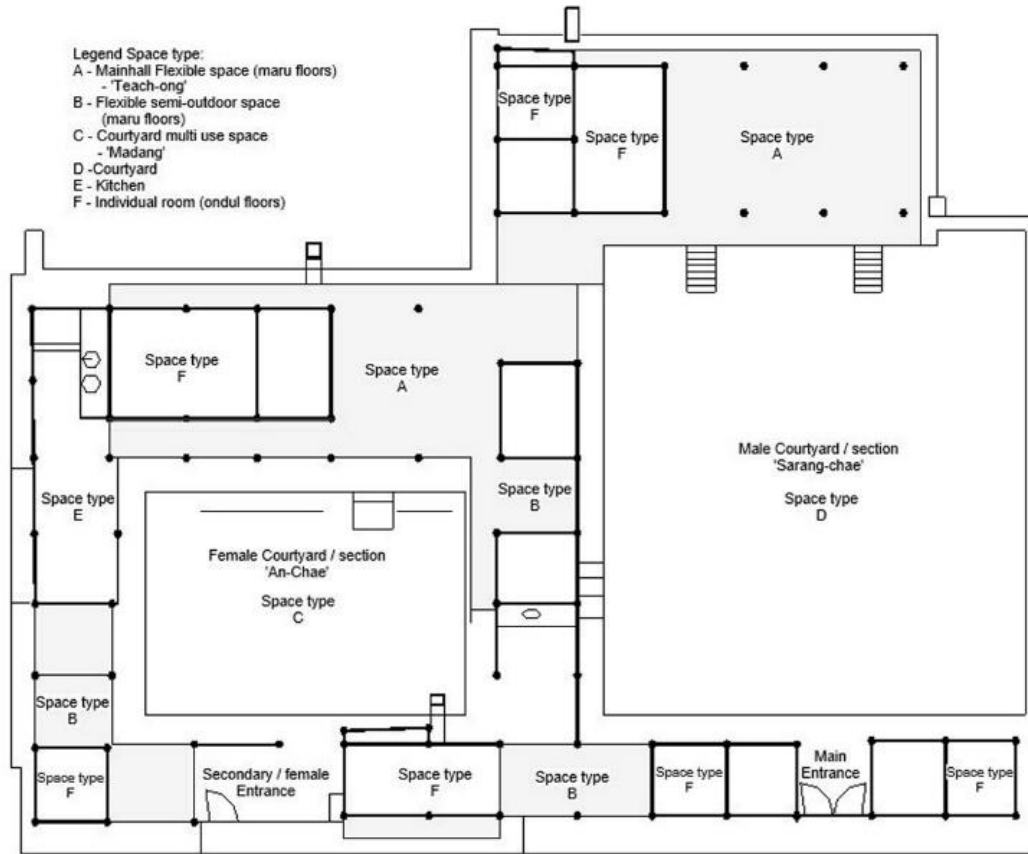 Legend Space type:
A - Mainhall Flexible space (maru floors)
- 'Teach-ong'
B - Flexible semi-outdoor space
(maru floors)
C - Courtyard multi use space
- 'Madang'
D -Courtyard
E - Kitchen
F - Individual room (ondul floors)
Space type
F
Space type
F
Space type
A
Space type
F
Space type
A
Male Courtyard / section
'Sarang-chae'
Space type
D
Space type
E
Space type
B
Female Courtyard / section
'An-Chae'
Space type
C
Space type
B
Space type
F
Secondary / female
Entrance
Space type
F
Space type
B
Space type
F
Main
Entrance
Space type
F